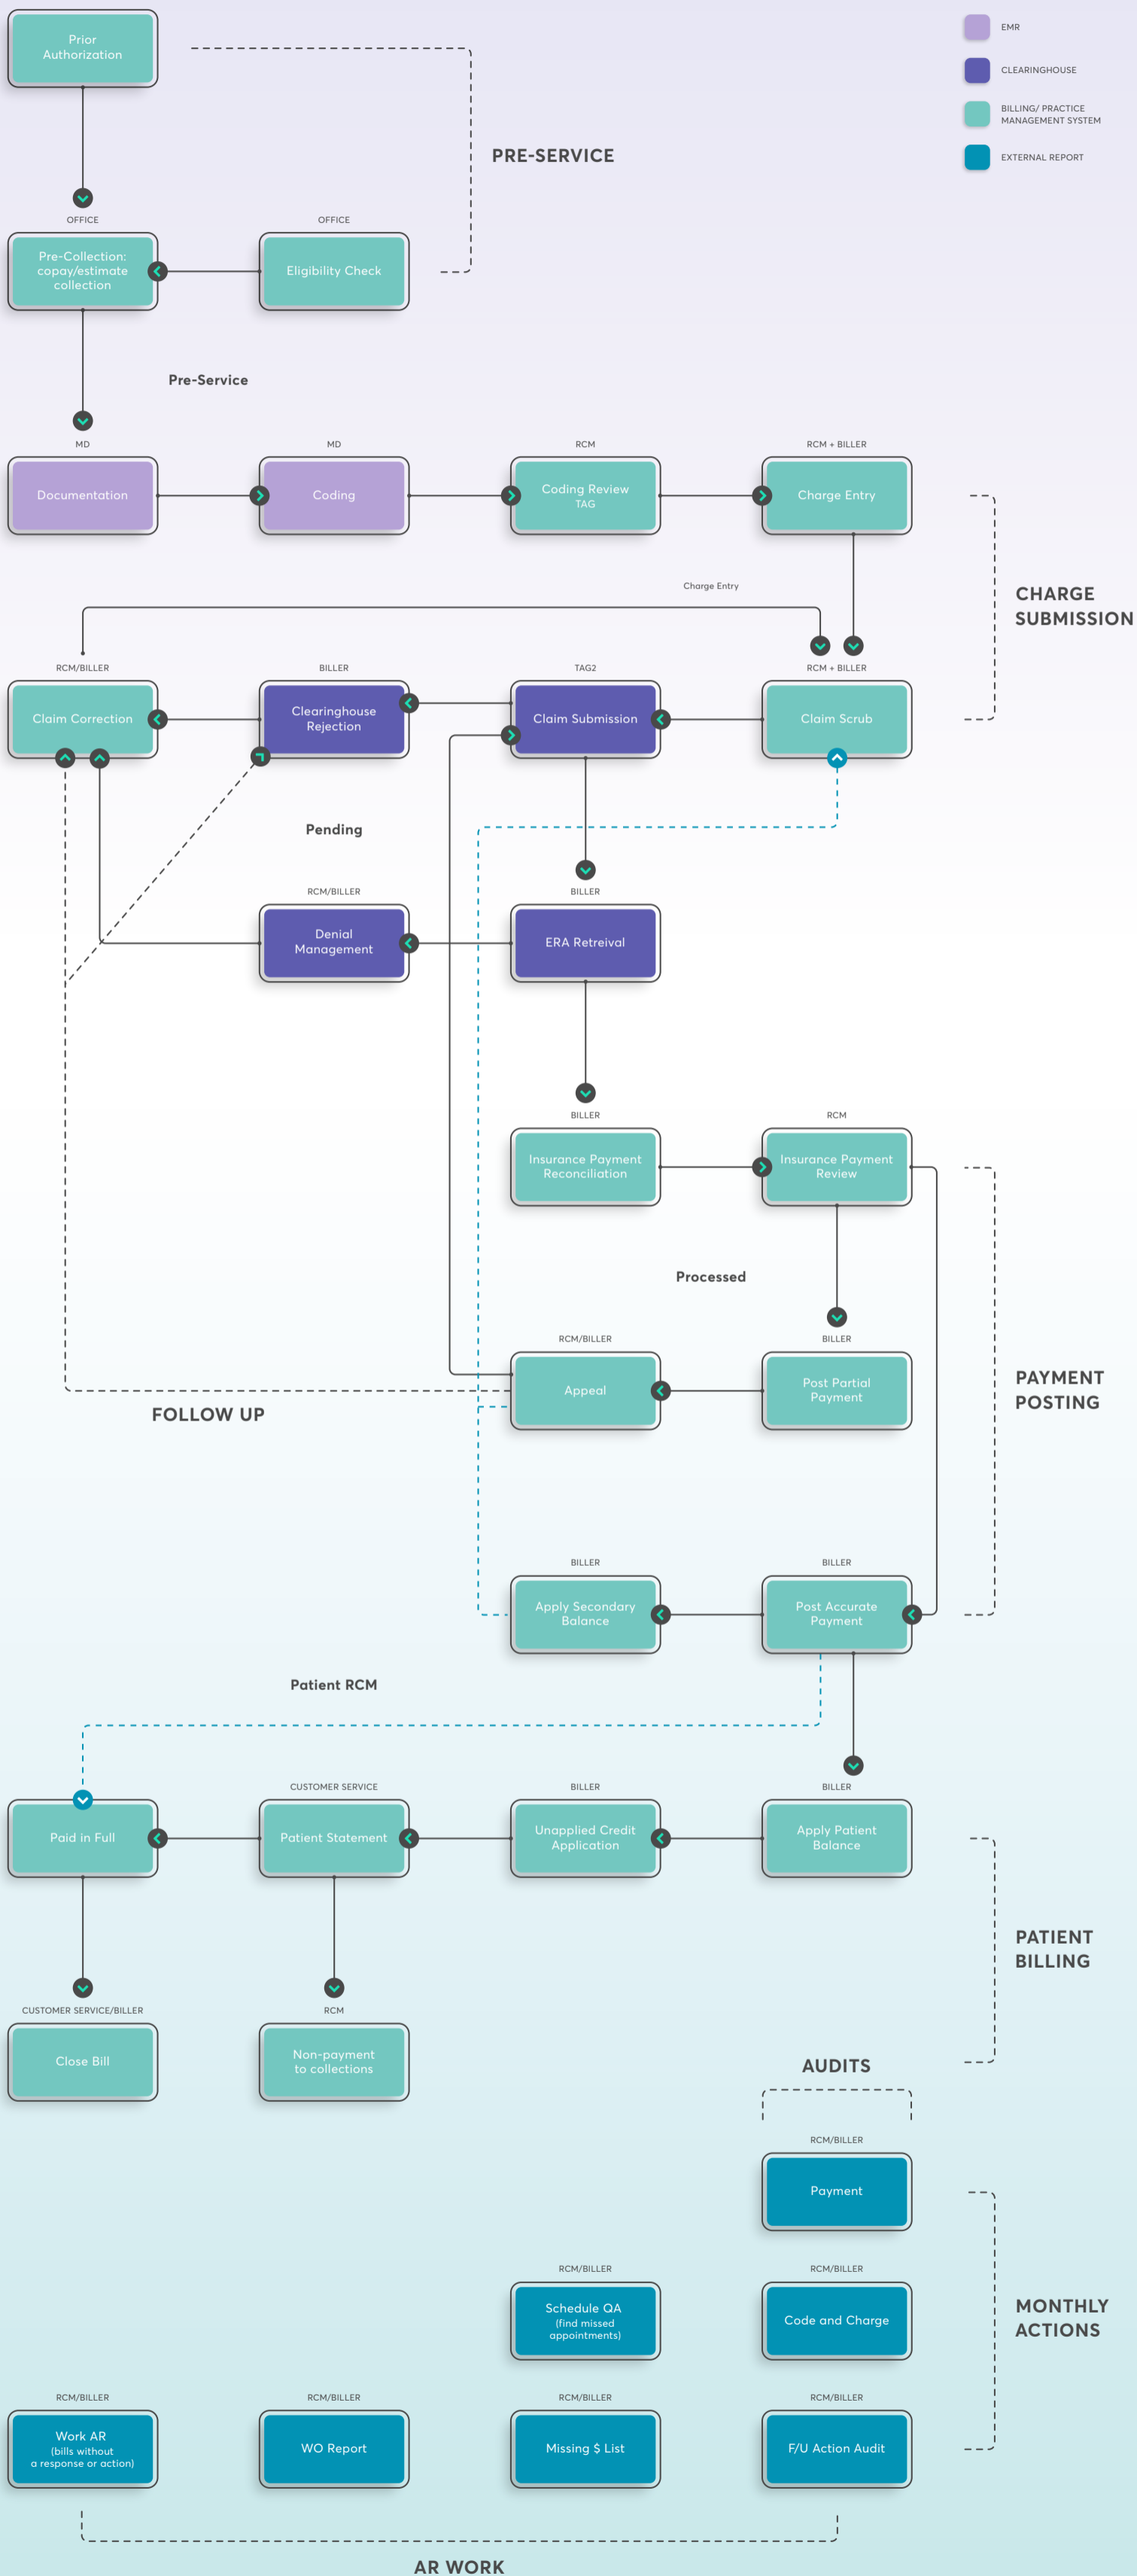 Prior
Authorization
EMR
CLEARINGHOUSE
BILLING/ PRACTICE
MANAGEMENT SYSTEM
EXTERNAL REPORT
PRE-SERVICE
OFFICE
OFFICE
Pre-Collection:
copay/estimate
collection
Eligibility Check
Pre-Service
MD
MD
RCM
RCM + BILLER
Documentation
Coding
Coding Review
TAG
Charge Entry
Charge Entry
CHARGE
SUBMISSION
RCM/BILLER
BILLER
TAG2
RCM + BILLER
Claim Correction
Clearinghouse
Rejection
Claim Submission
Claim Scrub
Pending
RCM/BILLER
BILLER
Denial
Management
ERA Retreival
BILLER
RCM
Insurance Payment
Reconciliation
Insurance Payment
Review
Processed
RCM/BILLER
BILLER
Appeal
Post Partial
Payment
PAYMENT
POSTING
FOLLOW UP
BILLER
BILLER
Apply Secondary
Balance
Post Accurate
Payment
Patient RCM
CUSTOMER SERVICE
BILLER
BILLER
Paid in Full
Patient Statement
Unapplied Credit
Application
Apply Patient
Balance
PATIENT
BILLING
CUSTOMER SERVICE/BILLER
RCM
Close Bill
Non-payment
to collections
AUDITS
RCM/BILLER
Payment
RCM/BILLER
RCM/BILLER
Schedule QA
(find missed
appointments)
Code and Charge
MONTHLY
ACTIONS
RCM/BILLER
RCM/BILLER
RCM/BILLER
RCM/BILLER
Work AR
(bills without
a response or action)
WO Report
Missing $ List
F/U Action Audit
AR WORK